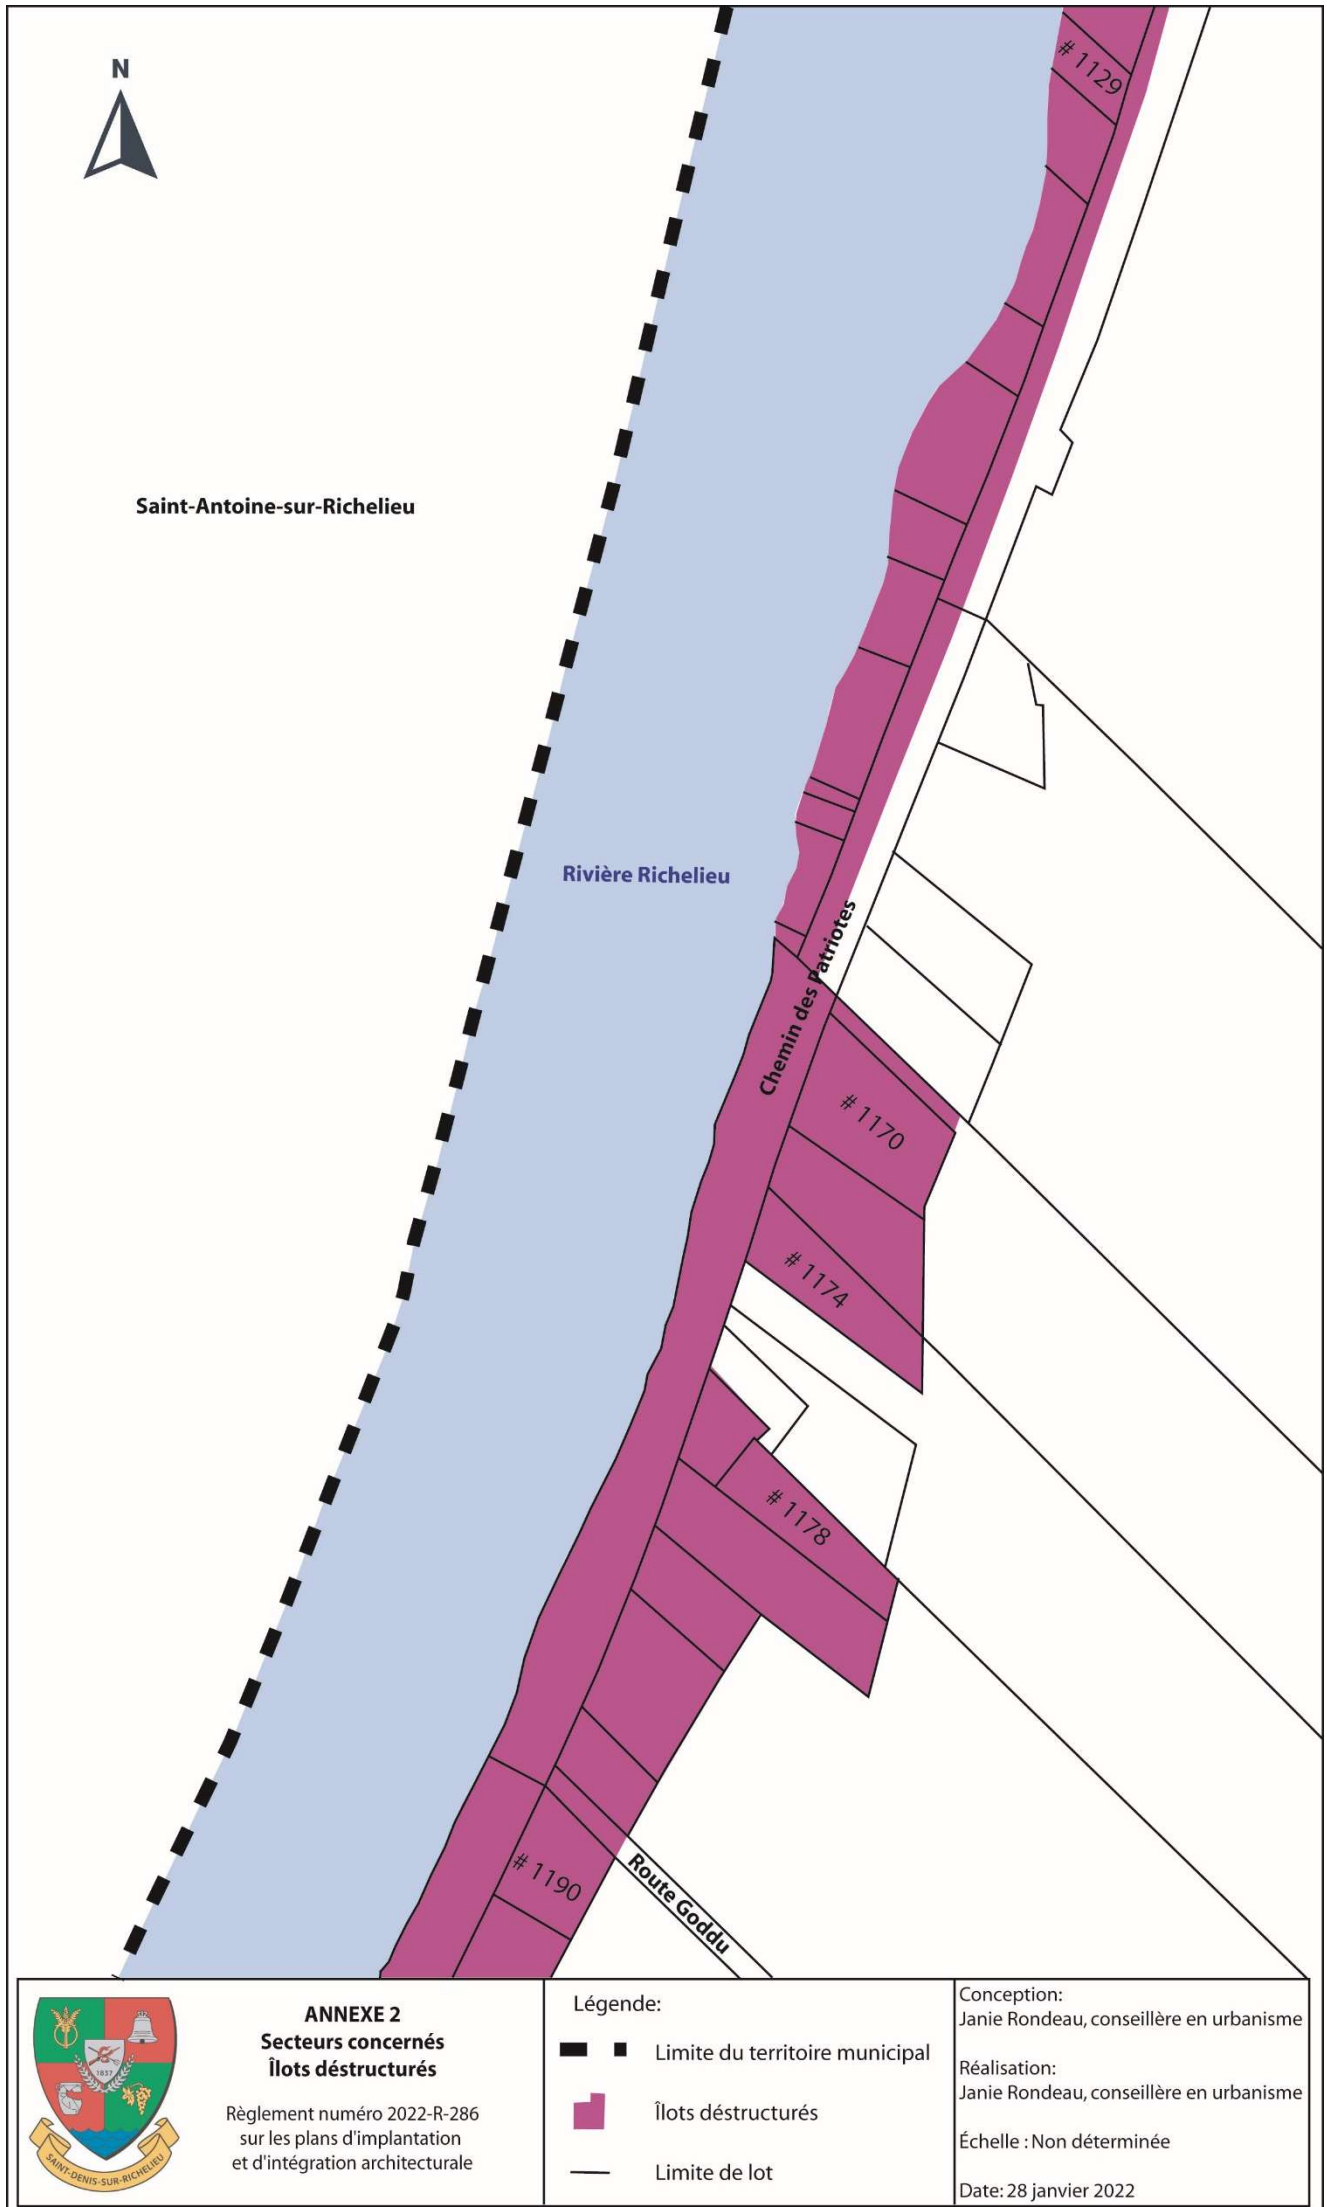 N
# 1129
Saint-Antoine-sur-Richelieu
Rivière Richelieu
Chemin des Patriotes
# 1170
# 1174
# 1178
# 1190
Route Goddu
1837
SAINT-DENIS-SUR-RICHELIEU
ANNEXE 2
Secteurs concernés
Îlots déstructurés
Règlement numéro 2022-R-286
sur les plans d'implantation
et d'intégration architecturale
Légende:
Limite du territoire municipal
Îlots déstructurés
Limite de lot
Conception:
Janie Rondeau, conseillère en urbanisme
Réalisation:
Janie Rondeau, conseillère en urbanisme
Échelle : Non déterminée
Date: 28 janvier 2022